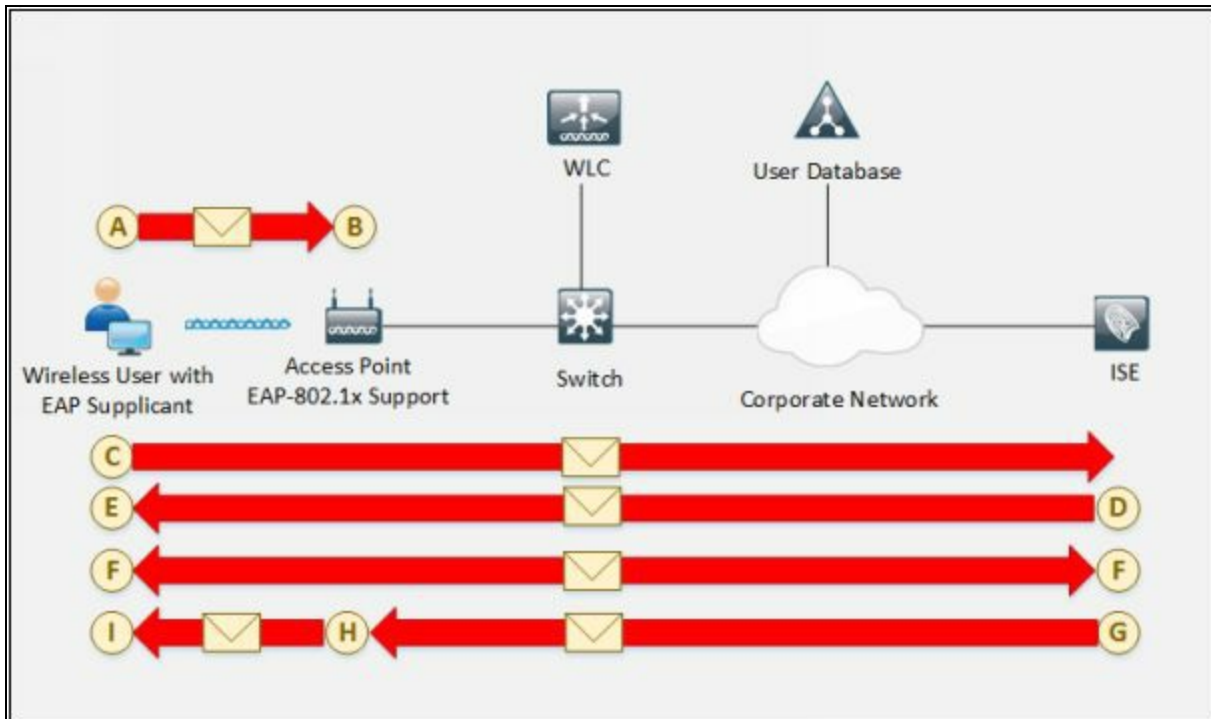 WLC
User Database
A
B
Wireless User with
EAP Supplicant
Access Point
EAP-802.1x Support
Switch
Corporate Network
ISE
C
E
D
F
F
I
H
G